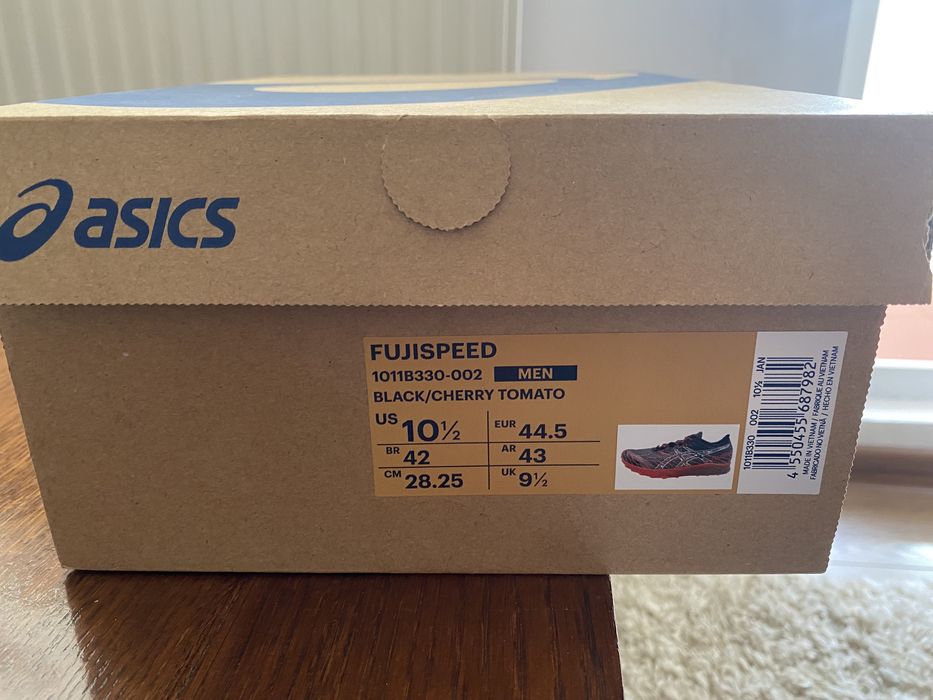 asics
FUJISPEED
1011B330-002 MEN
BLACK/CHERRY TOMATO
US 10½ EUR 44.5
BR 42 AR 43
CM 28.25 UK 9½
1011B330 002 10½ JAN
4 550455 687982
MADE IN VIETNAM / FABRIQUÉ AU VIETNAM
FABRICADO NO VIETNÃ / HECHO EN VIETNAM